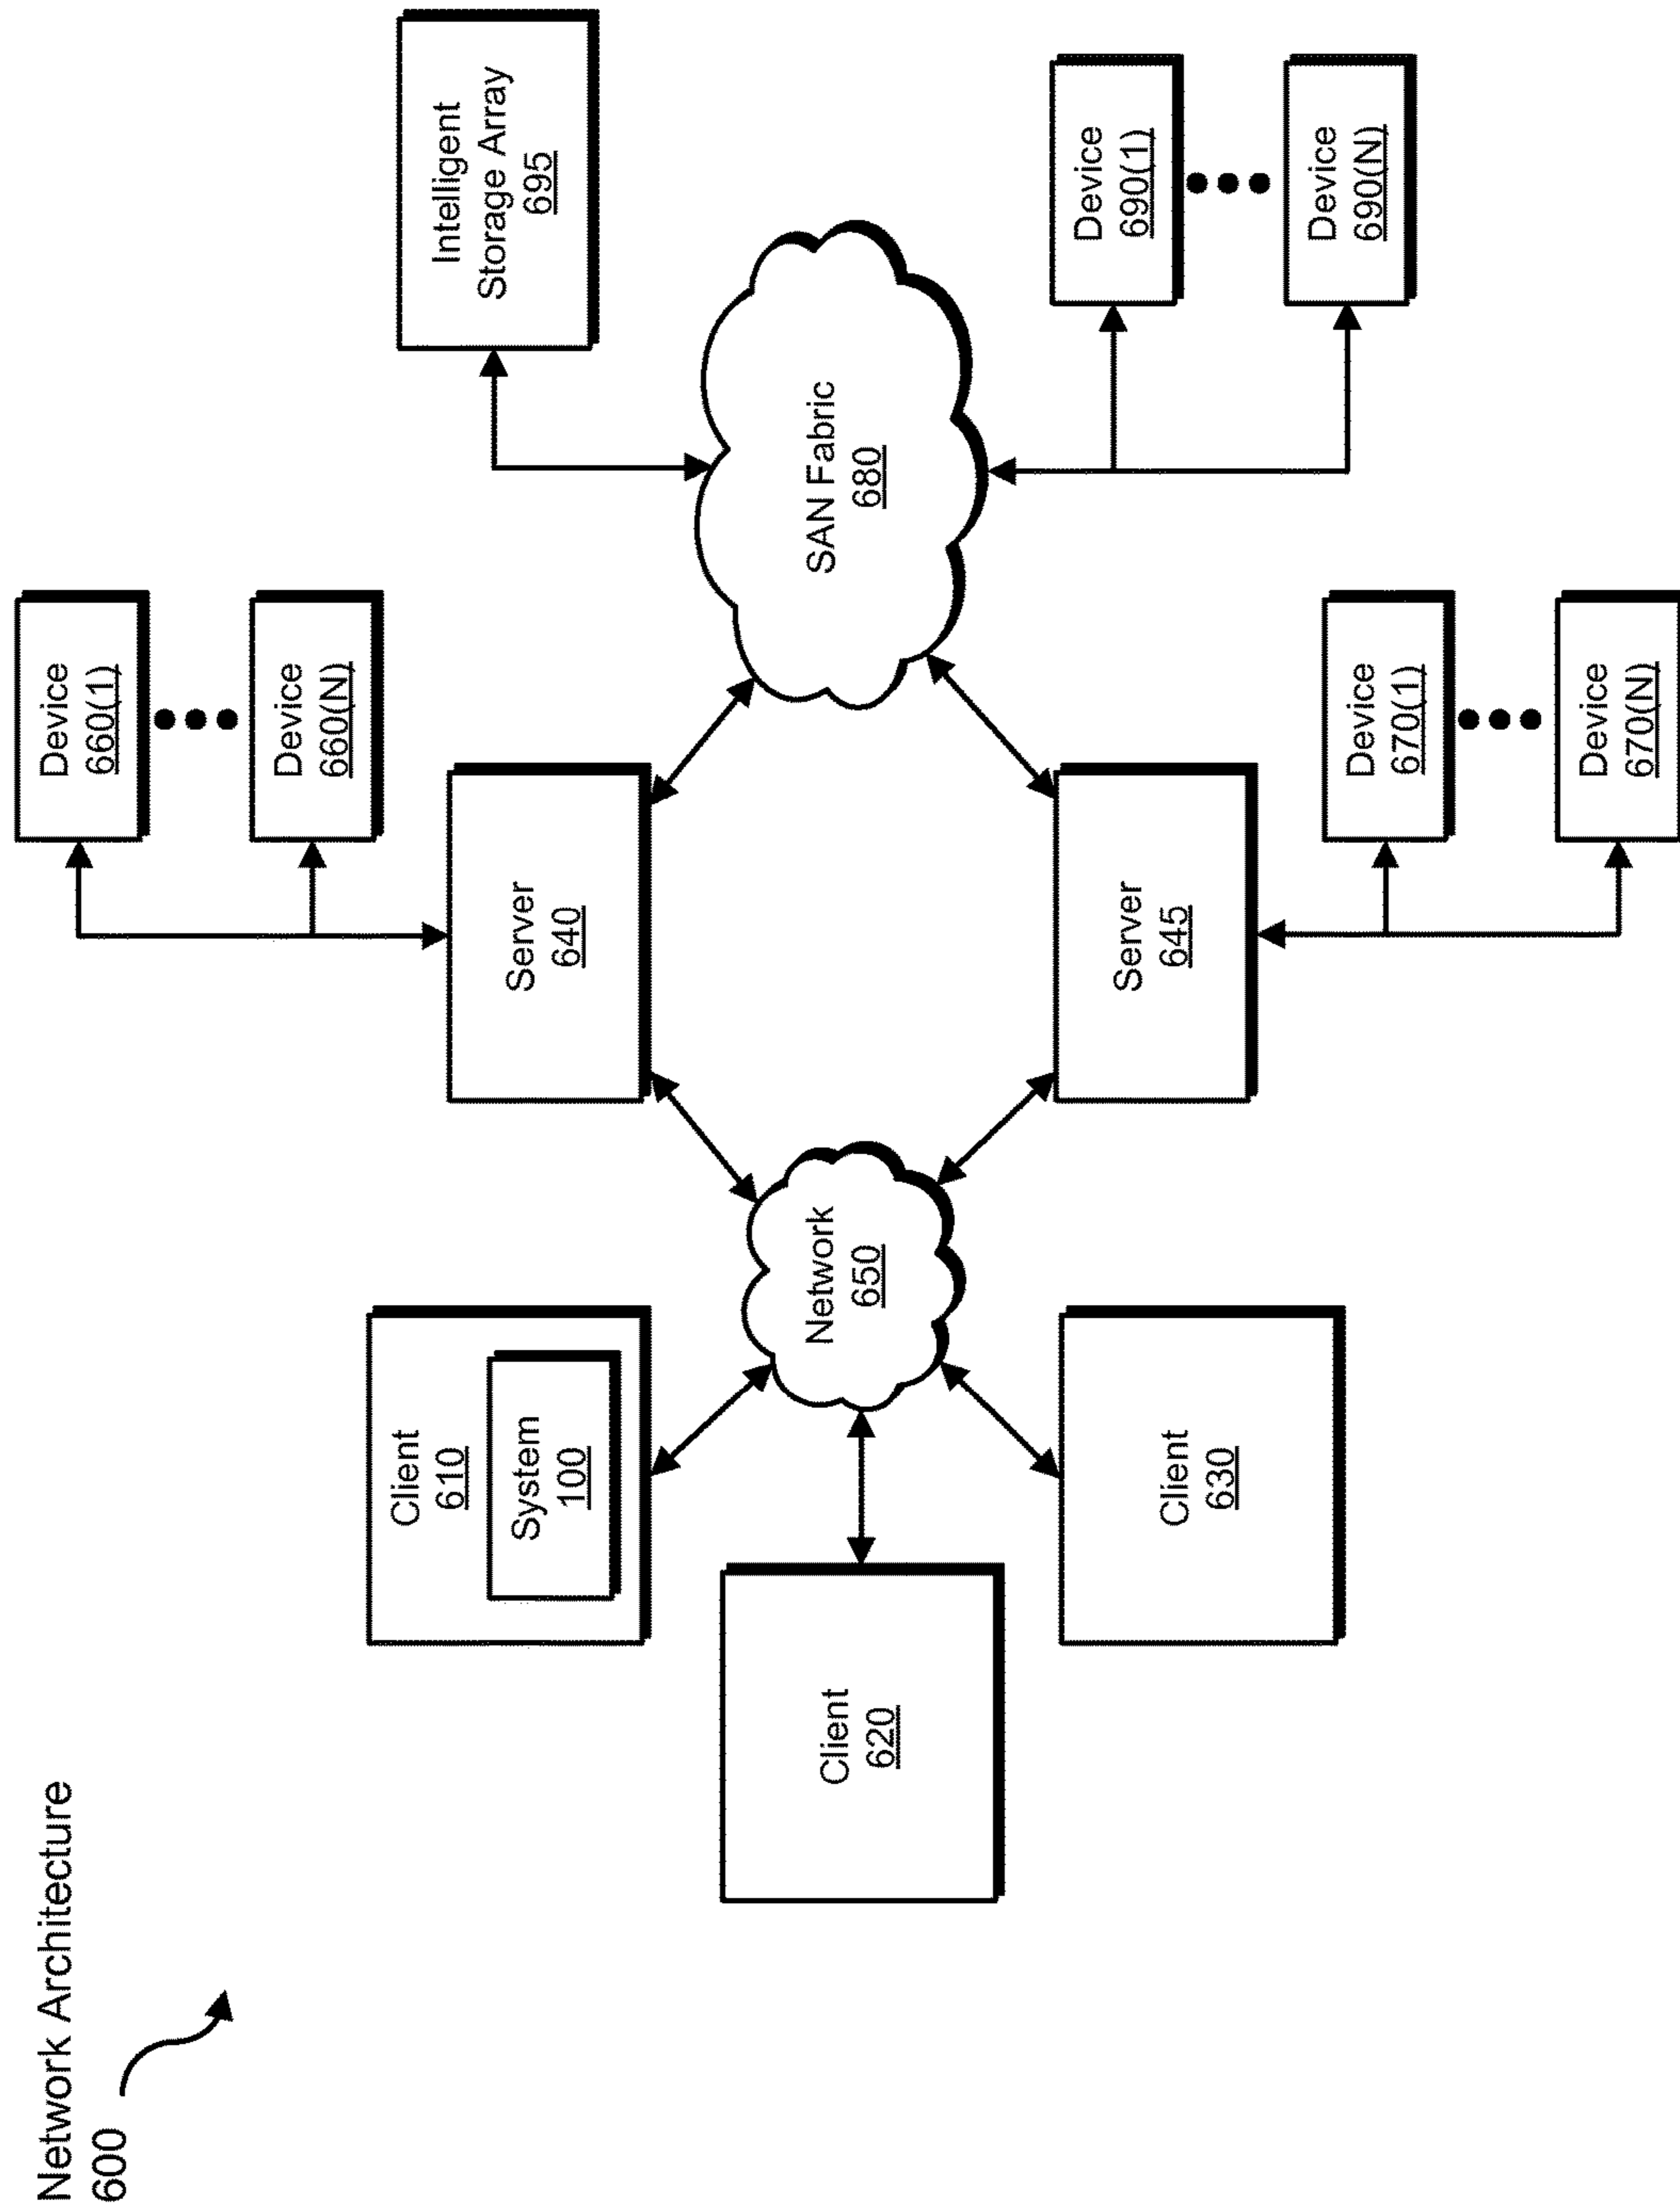 Network Architecture
600
Device
660(1)
Device
660(N)
Intelligent
Storage Array
695
Client
610
System
100
Server
640
Client
620
Network
650
SAN Fabric
680
Client
630
Server
645
Device
690(1)
Device
690(N)
Device
670(1)
Device
670(N)